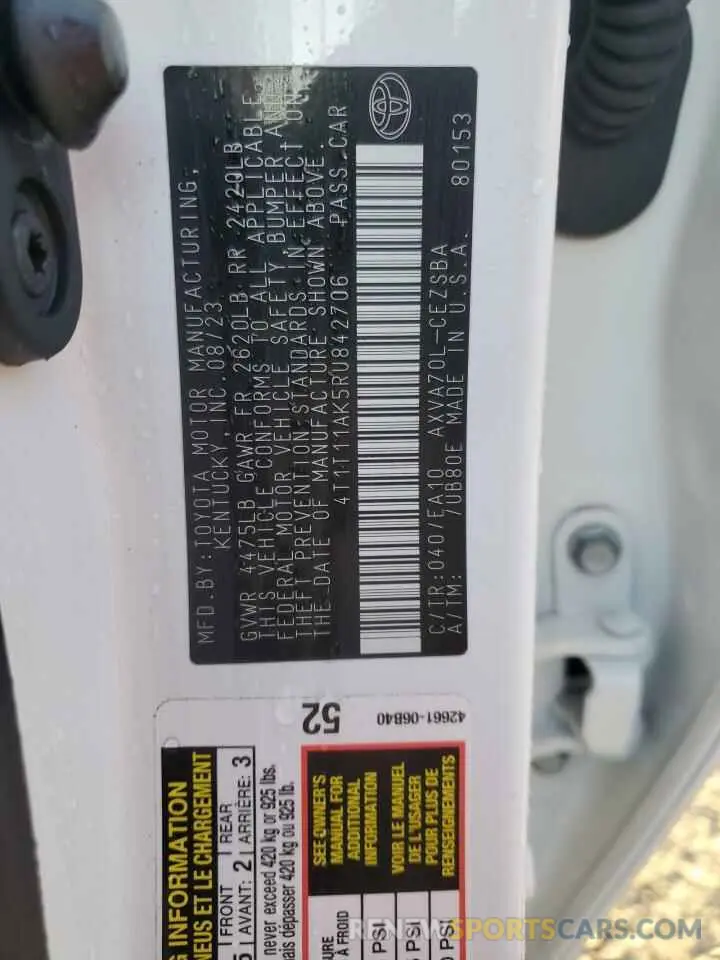 MFD.BY:TOYOTA MOTOR MANUFACTURING,
KENTUCKY, INC. 08/23
GVWR 4475LB GAWR FR 2620LB RR 2420LB
THIS VEHICLE CONFORMS TO ALL APPLICABLE
FEDERAL MOTOR VEHICLE SAFETY BUMPER AND
THEFT PREVENTION STANDARDS IN EFFECT ON
THE DATE OF MANUFACTURE SHOWN ABOVE.
4T1T11AK5RU842706 PASS.CAR
C/TR:040/EA10 AXVA70L-CEZSBA
A/TM: /UB80E MADE IN U.S.A. 80153
52
42661-06B40
G INFORMATION
NEUS ET LE CHARGEMENT
5 FRONT 2 REAR 3
AVANT: ARRIÈRE:
never exceed 420 kg or 925 lbs.
mais dépasser 420 kg ou 925 lb.
SEE OWNER'S
MANUAL FOR
ADDITIONAL
INFORMATION
VOIR LE MANUEL
DE L'USAGER
POUR PLUS DE
RENSEIGNEMENTS
À FROID
PSI
PSI
PSI
RENEWSPORTSCARS.COM